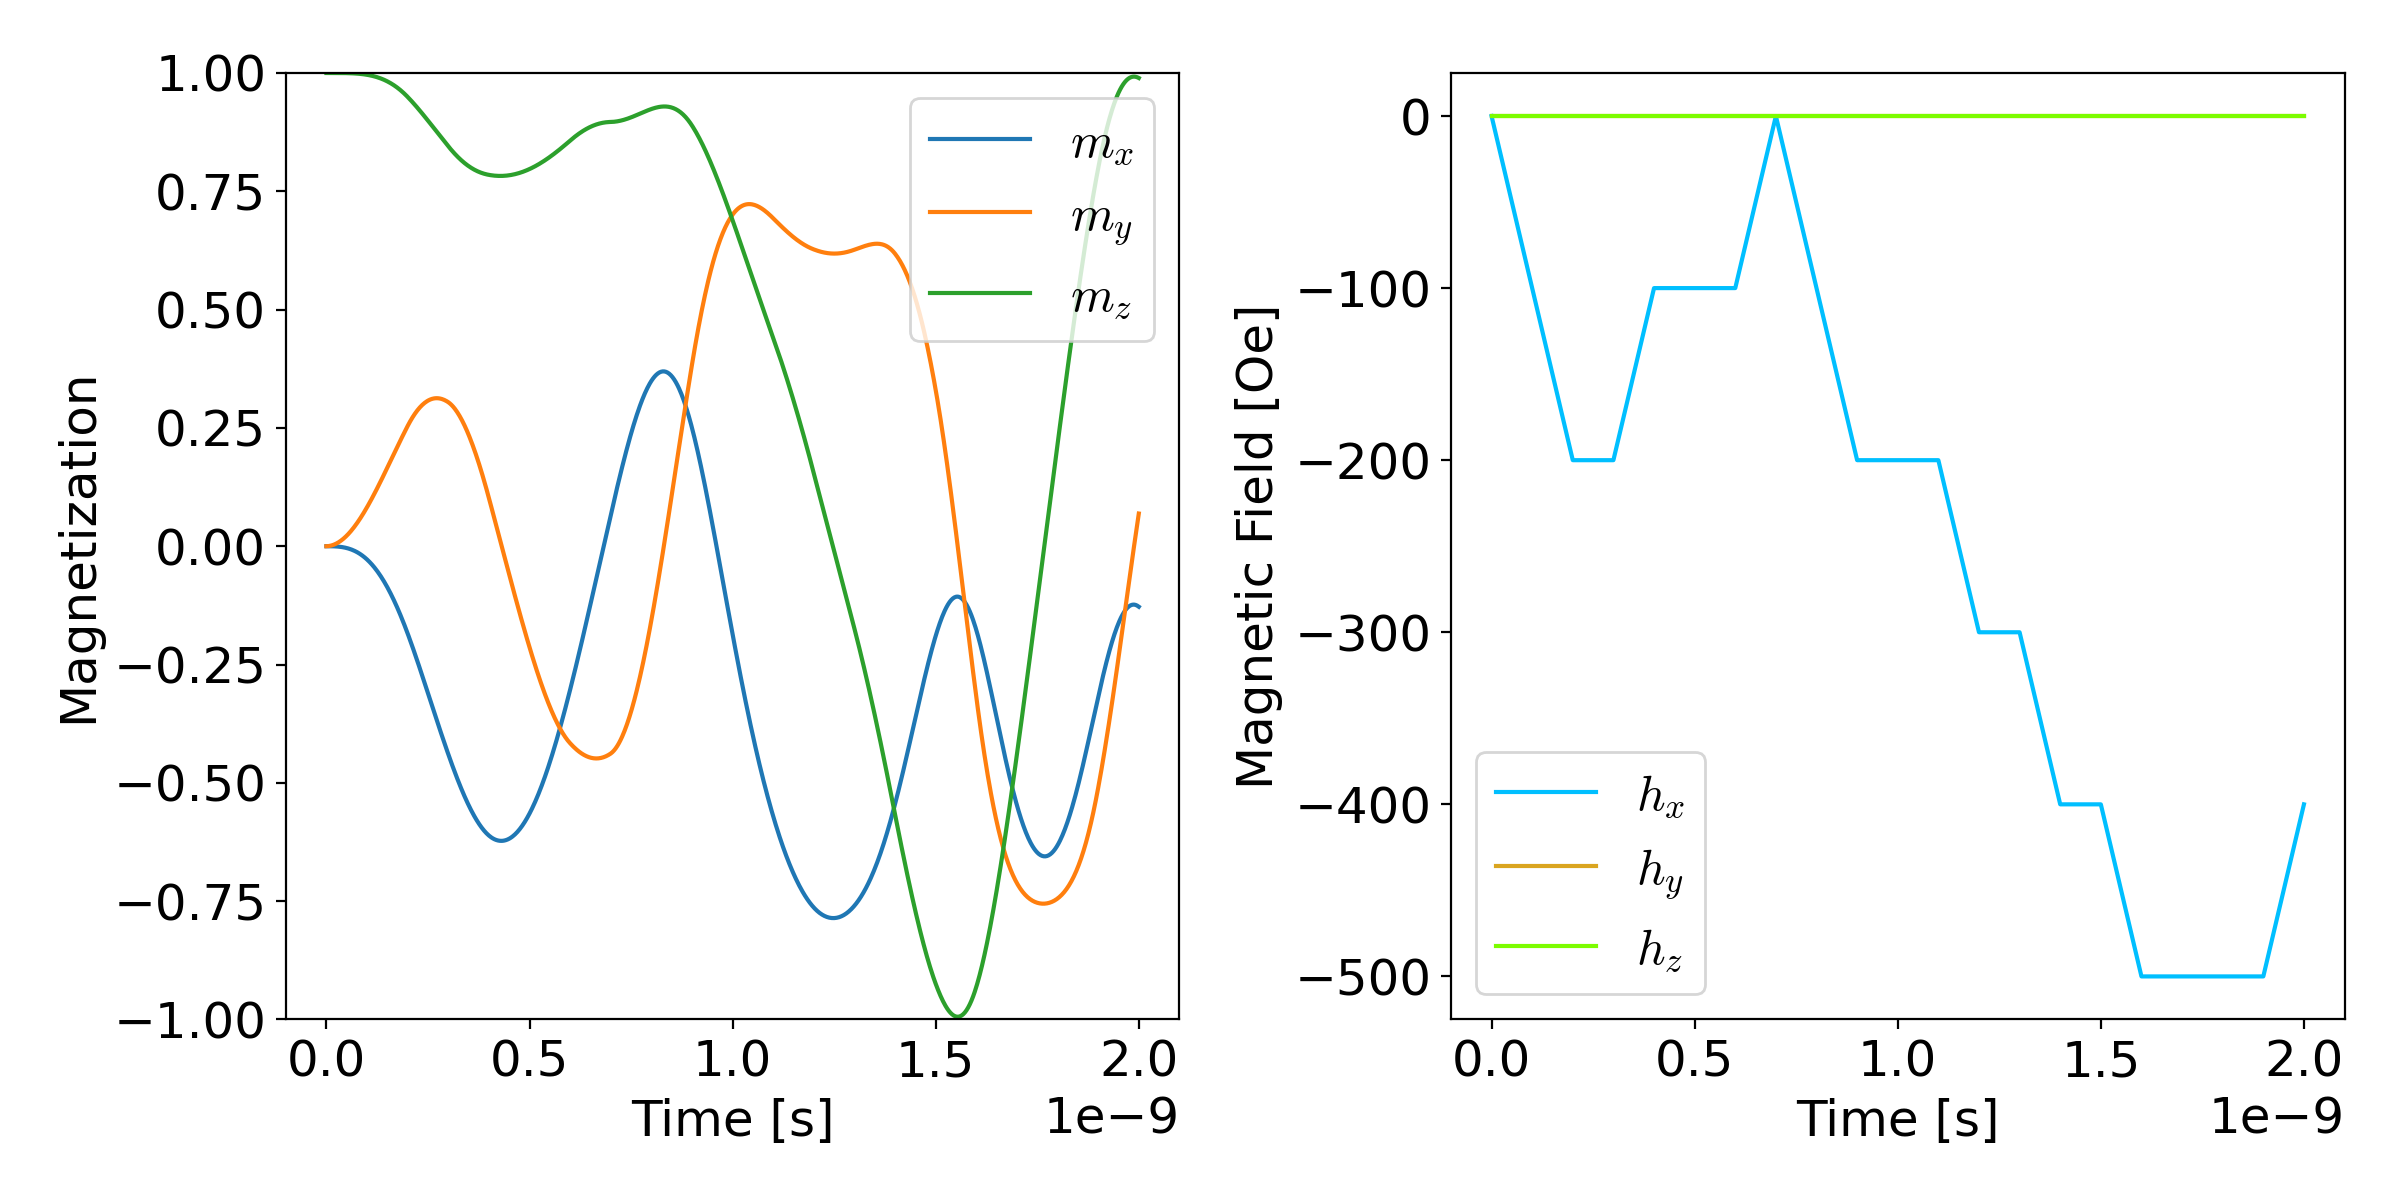 Magnetization
1.00
0.75
0.50
0.25
0.00
−0.25
−0.50
−0.75
−1.00
0.0 0.5 1.0 1.5 2.0
Time [s]
1e−9
m_x
m_y
m_z
Magnetic Field [Oe]
0
−100
−200
−300
−400
−500
0.0 0.5 1.0 1.5 2.0
Time [s]
1e−9
h_x
h_y
h_z